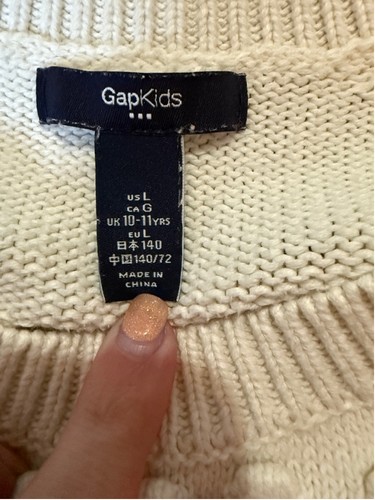 GapKids
US L
CA G
UK 10-11YRS
EU L
日本 140
中国 140/72
MADE IN
CHINA